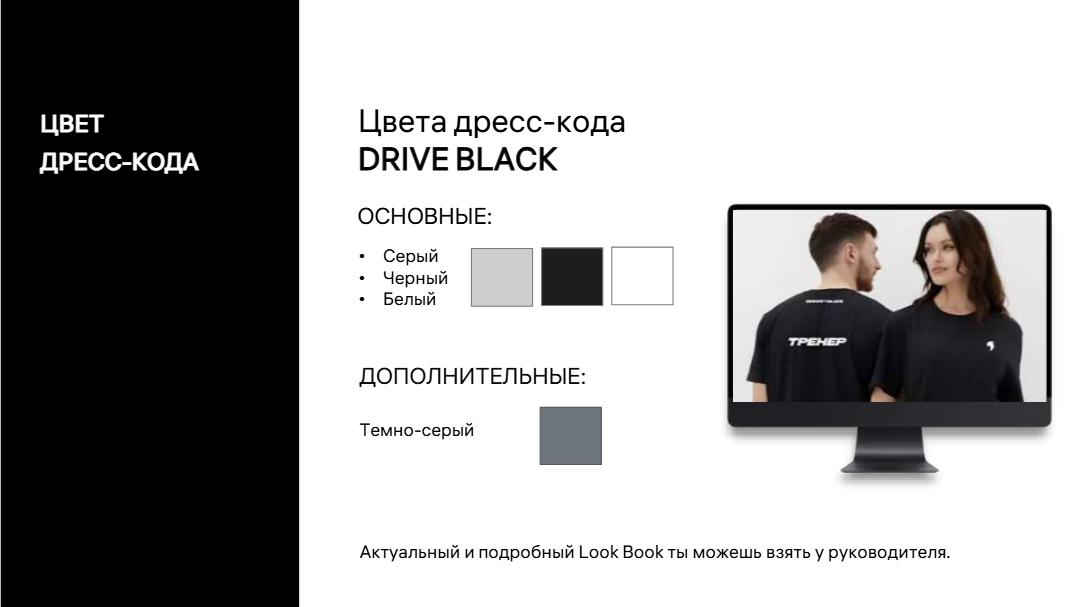 ЦВЕТ
ДРЕСС-КОДА
Цвета дресс-кода
DRIVE BLACK
ОСНОВНЫЕ:
• Серый
• Черный
• Белый
ДОПОЛНИТЕЛЬНЫЕ:
Темно-серый
ТРЕНЕР
Актуальный и подробный Look Book ты можешь взять у руководителя.